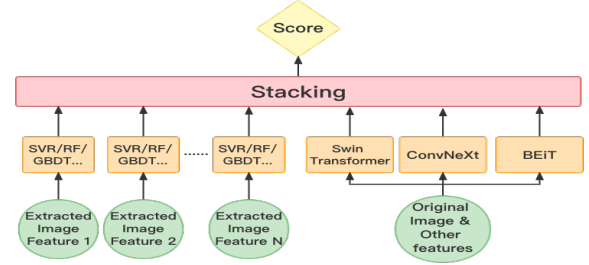 Score
Stacking
SVR/RF/
GBDT...
SVR/RF/
GBDT...
......
SVR/RF/
GBDT...
Swin
Transformer
ConvNeXt
BEiT
Extracted
Image
Feature 1
Extracted
Image
Feature 2
Extracted
Image
Feature N
Original
Image &
Other
features